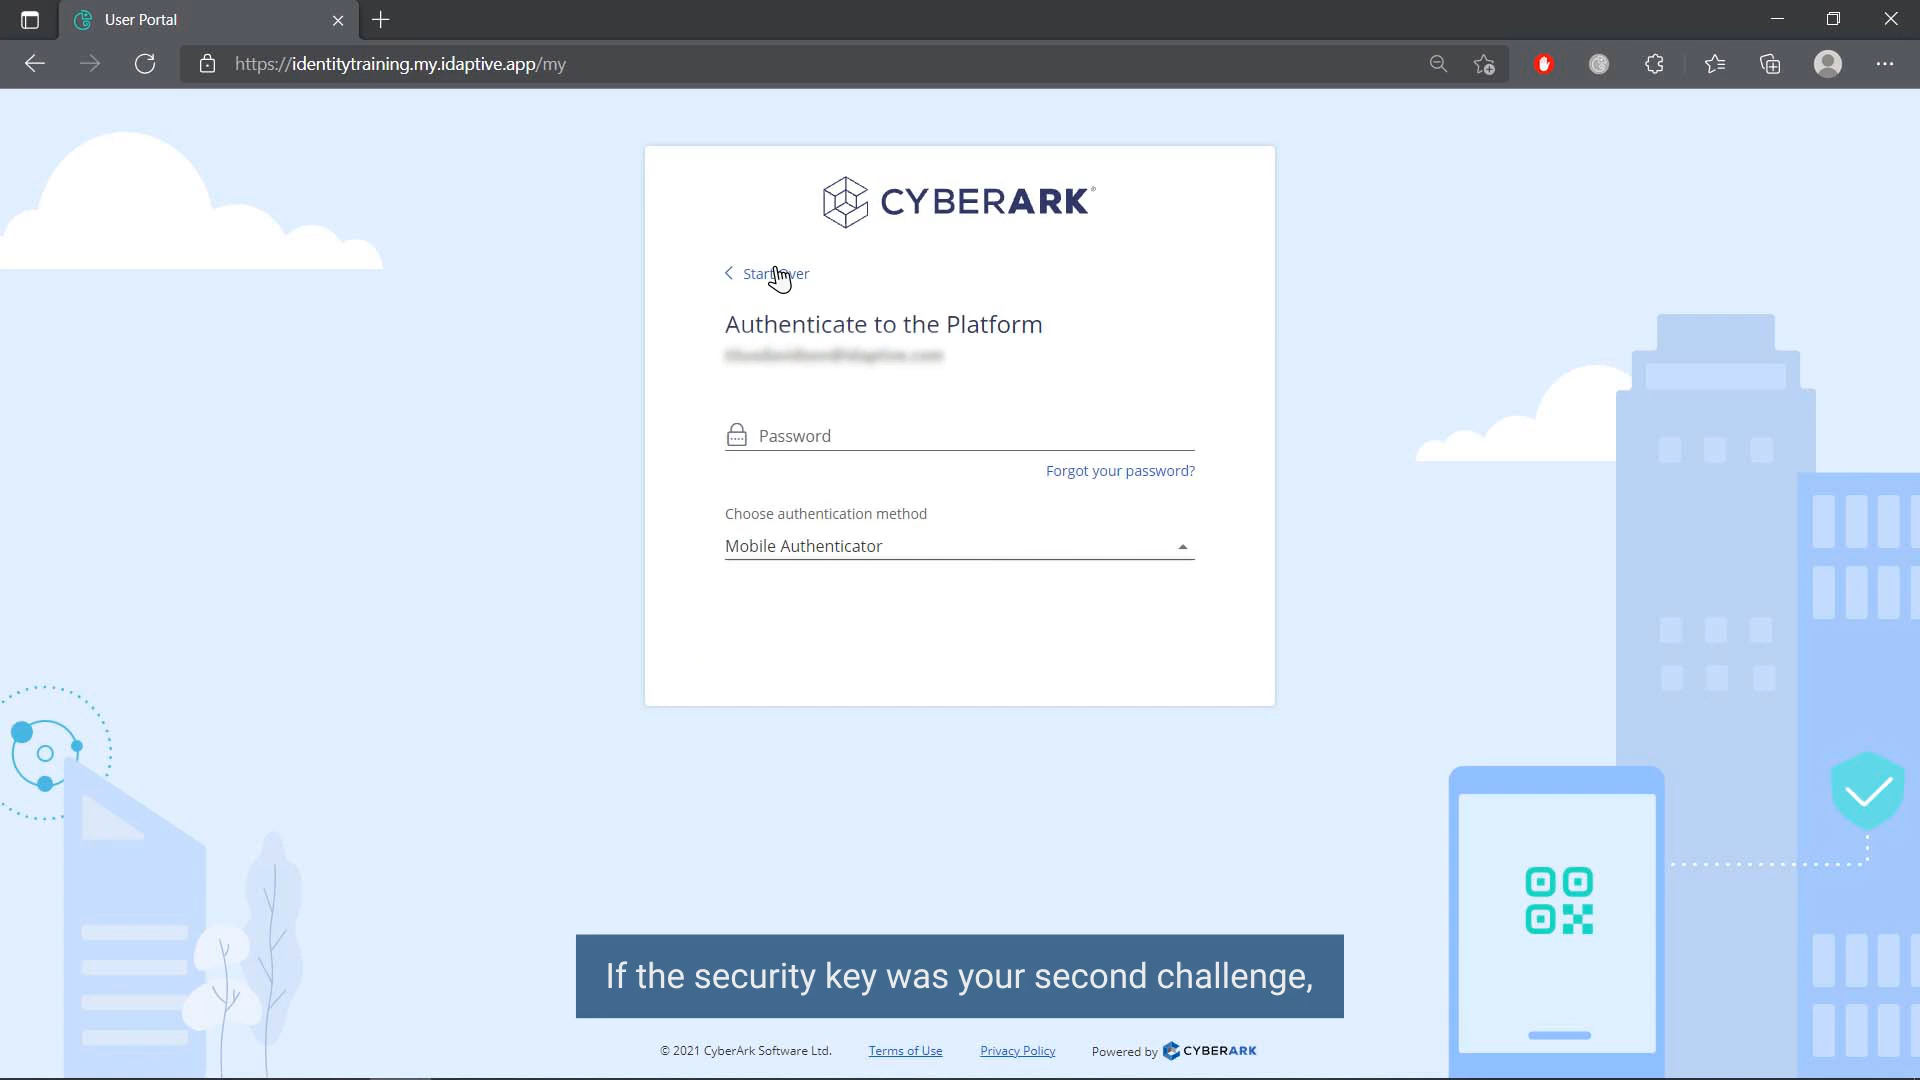 User Portal
https://identitytraining.my.idaptive.app/my
CYBERARK®
Start Over
Authenticate to the Platform
Password
Forgot your password?
Choose authentication method
Mobile Authenticator
If the security key was your second challenge,
© 2021 CyberArk Software Ltd. Terms of Use Privacy Policy Powered by CYBERARK